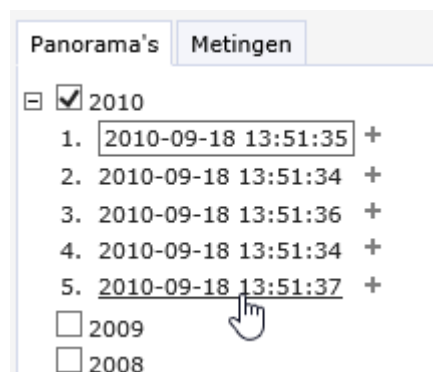 Panorama's Metingen
2010
1. 2010-09-18 13:51:35 +
2. 2010-09-18 13:51:34 +
3. 2010-09-18 13:51:36 +
4. 2010-09-18 13:51:34 +
5. 2010-09-18 13:51:37 +
2009
2008